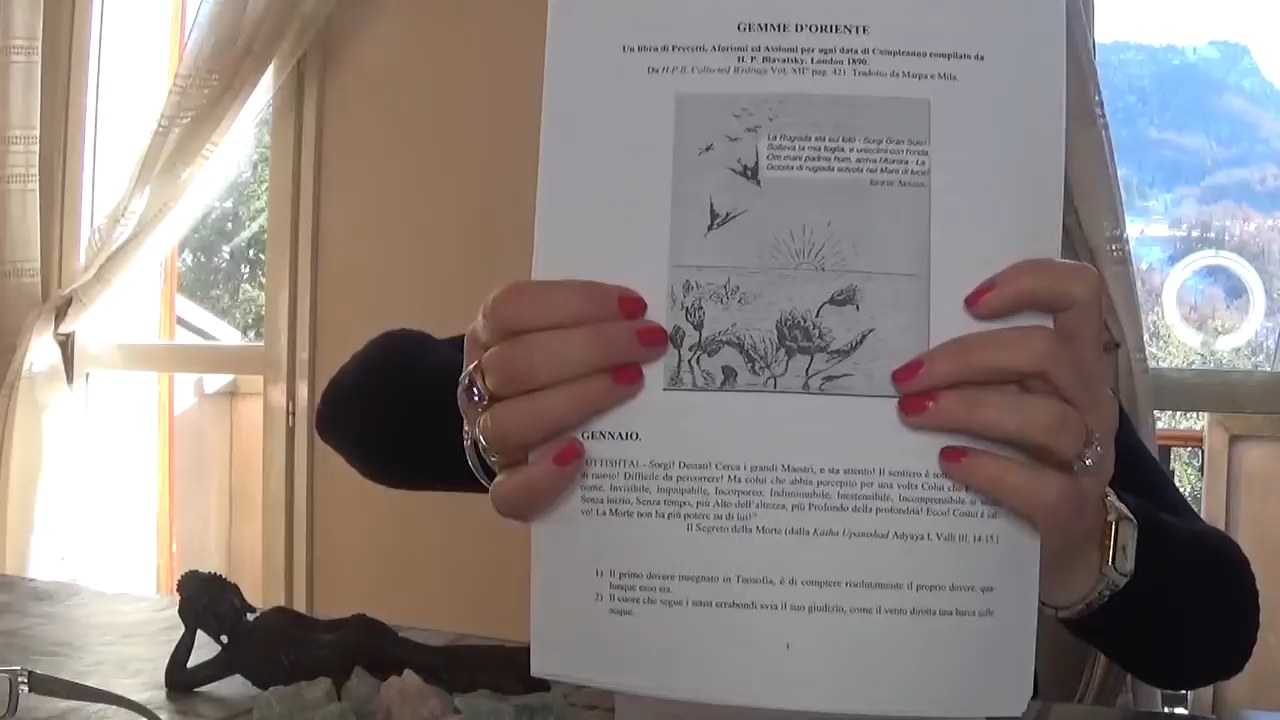 GEMME D'ORIENTE
Un libro di Precetti, Aforismi ed Assiomi per ogni data di Compleanno compilato da
H. P. Blavatsky. London 1890.
Da H.P.B. Collected Writings Vol. XII° pag. 421. Tradotto da Marpa e Mila.
La Rugiada sta sul loto - Sorgi Gran Sole!
Solleva la mia foglia, e uniscimi con l'onda.
Om mani padme hum, arriva l'Aurora - La
Goccia di rugiada scivola nel Mare di luce!
GENNAIO.
UTTISHTA! - Sorgi! Destati! Cerca i grandi Maestri, e sta attento! Il sentiero è
di rasoio! Difficile da percorrere! Ma colui che abbia percepito per una volta Colui che
nome, Invisibile, Impalpabile, Incorporeo, Indiminuibile, Inestensibile, Incomprensibile ai
Senza inizio, Senza tempo, più Alto dell'altezza, più Profondo della profondità! Ecco! Costui è sal
vo! La Morte non ha più potere su di lui!"
Il Segreto della Morte (dalla Katha Upanishad Adyaya I, Valli III, 14-15.)
1) Il primo dovere insegnato in Teosofia, è di compiere risolutamente il proprio dovere, qua-
lunque esso sia.
2) Il cuore che segue i sensi errabondi svia il suo giudizio, come il vento dirotta una barca sulle
acque.
1